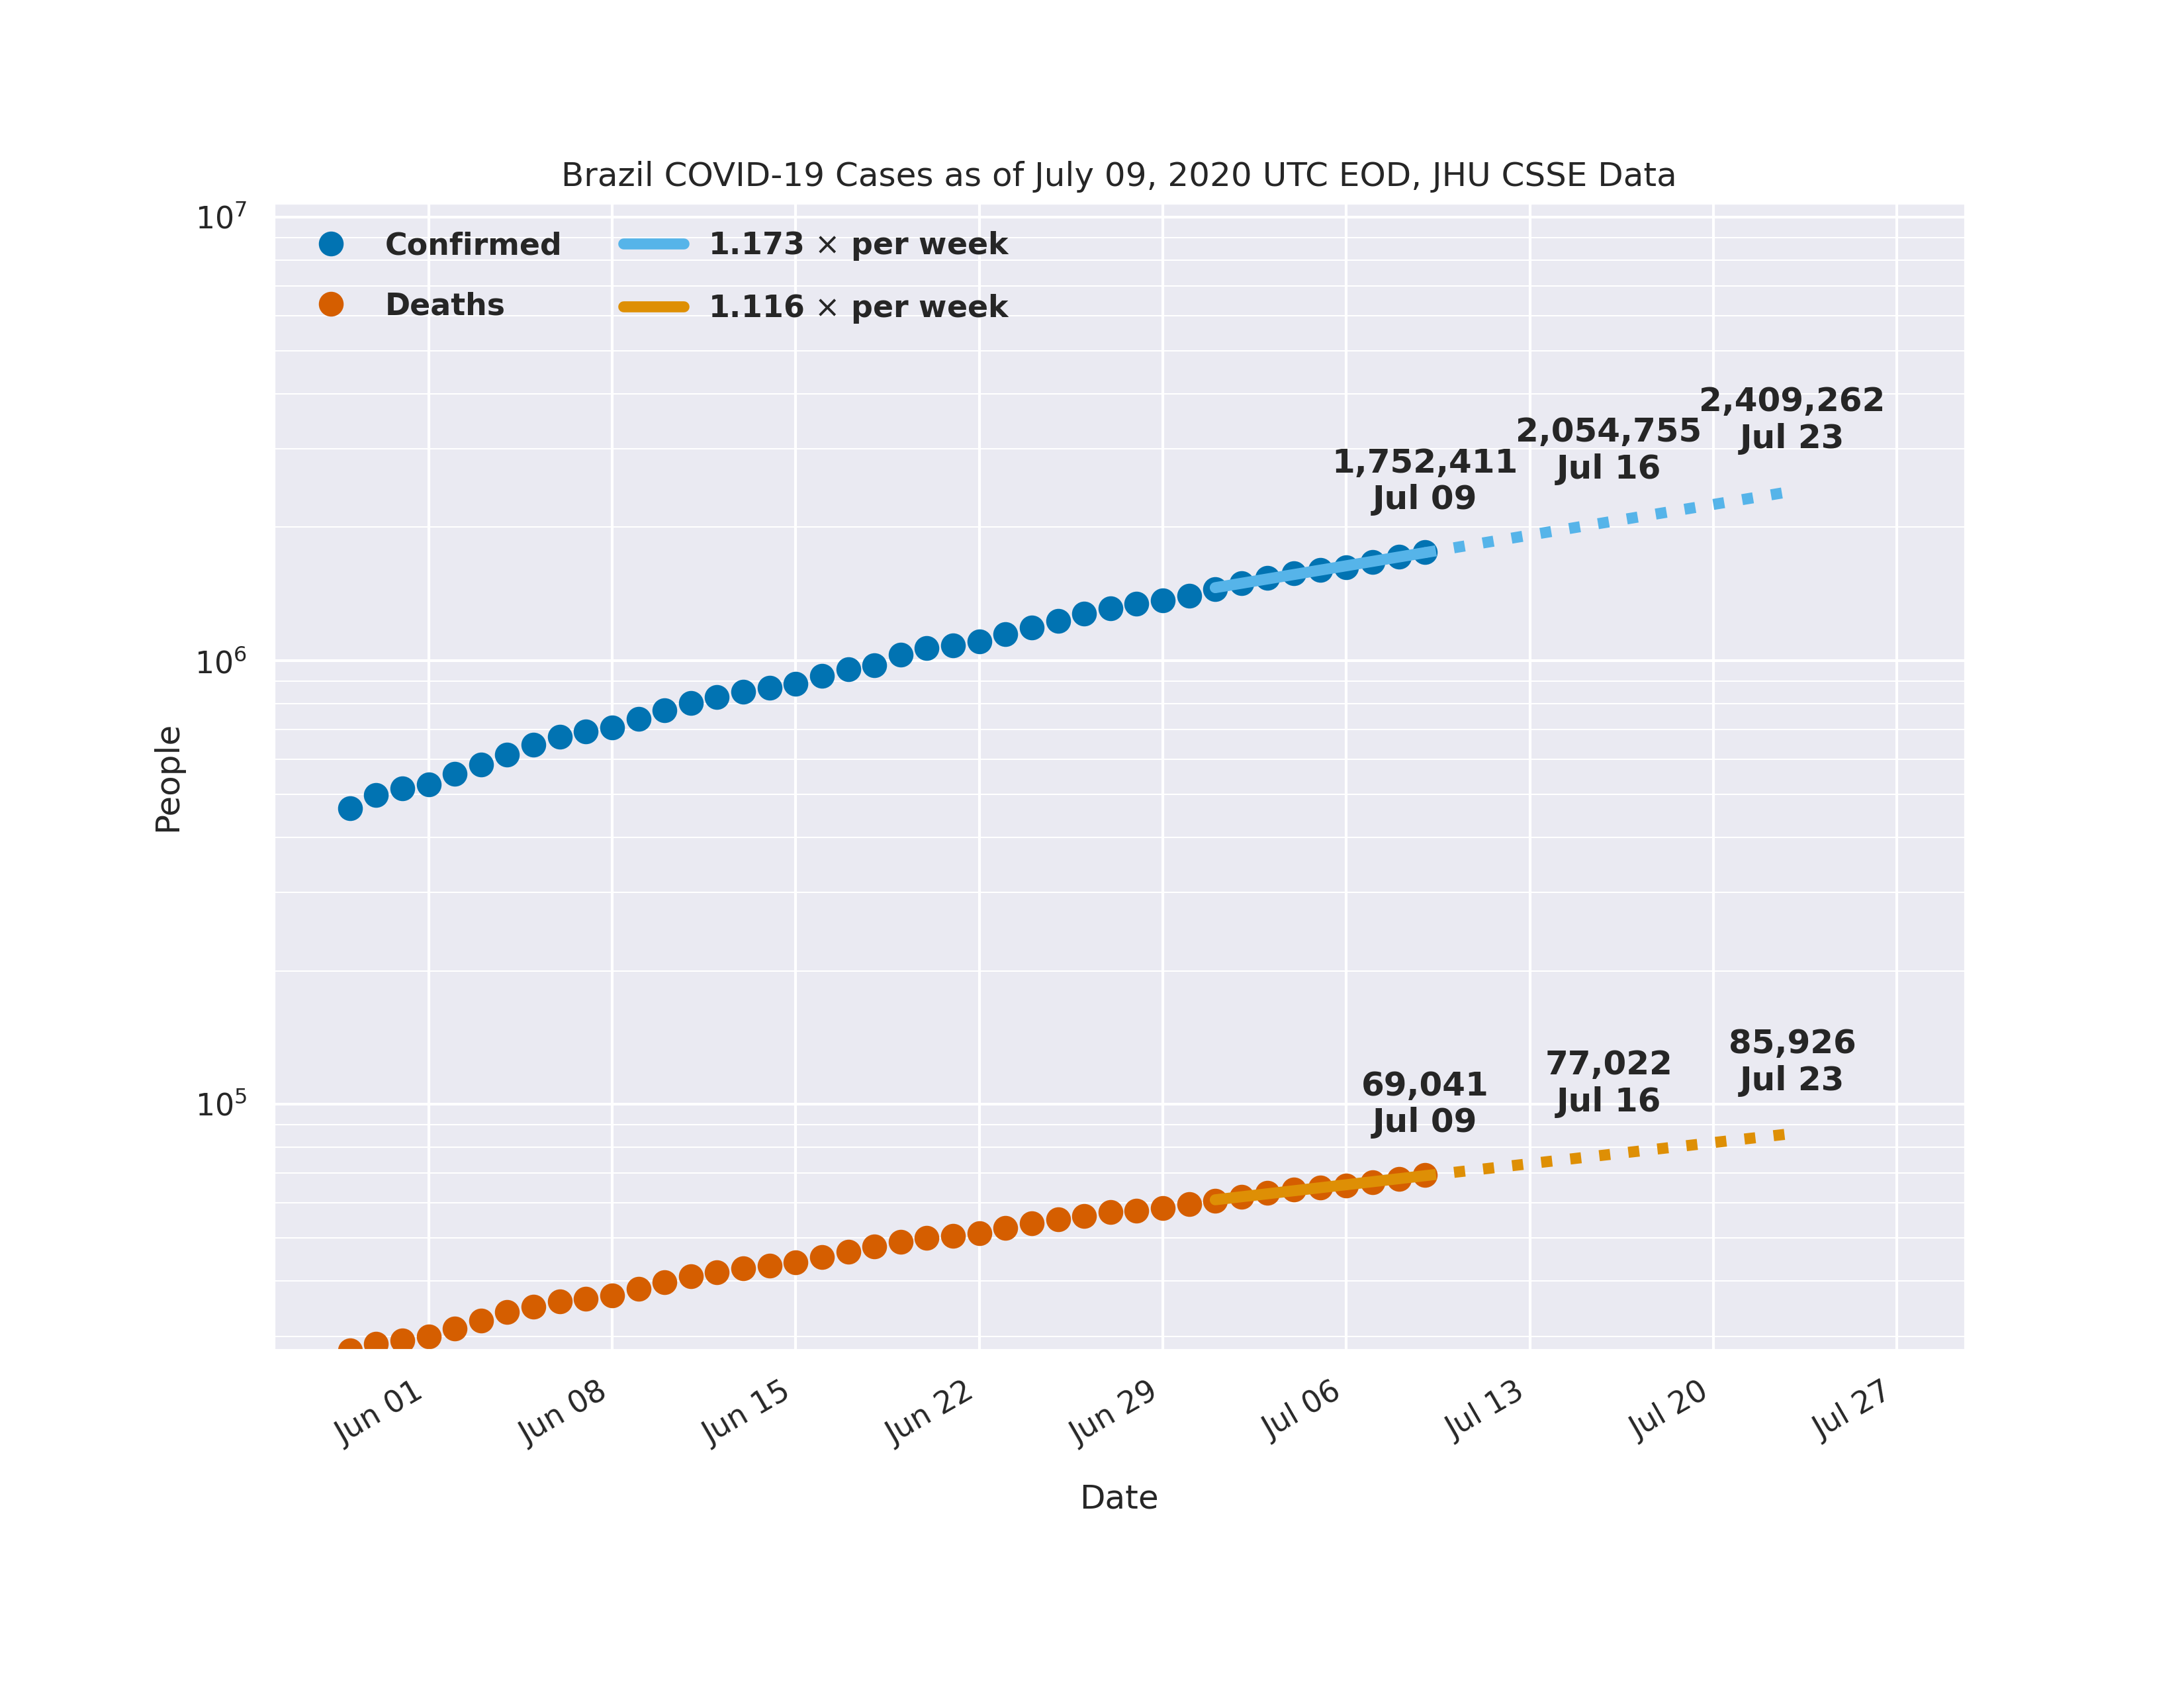 Brazil COVID-19 Cases as of July 09, 2020 UTC EOD, JHU CSSE Data
10⁷
Confirmed
1.173 × per week
Deaths
1.116 × per week
2,409,262
Jul 23
2,054,755
Jul 16
1,752,411
Jul 09
10⁶
People
85,926
Jul 23
77,022
Jul 16
69,041
Jul 09
10⁵
Jun 01
Jun 08
Jun 15
Jun 22
Jun 29
Jul 06
Jul 13
Jul 20
Jul 27
Date